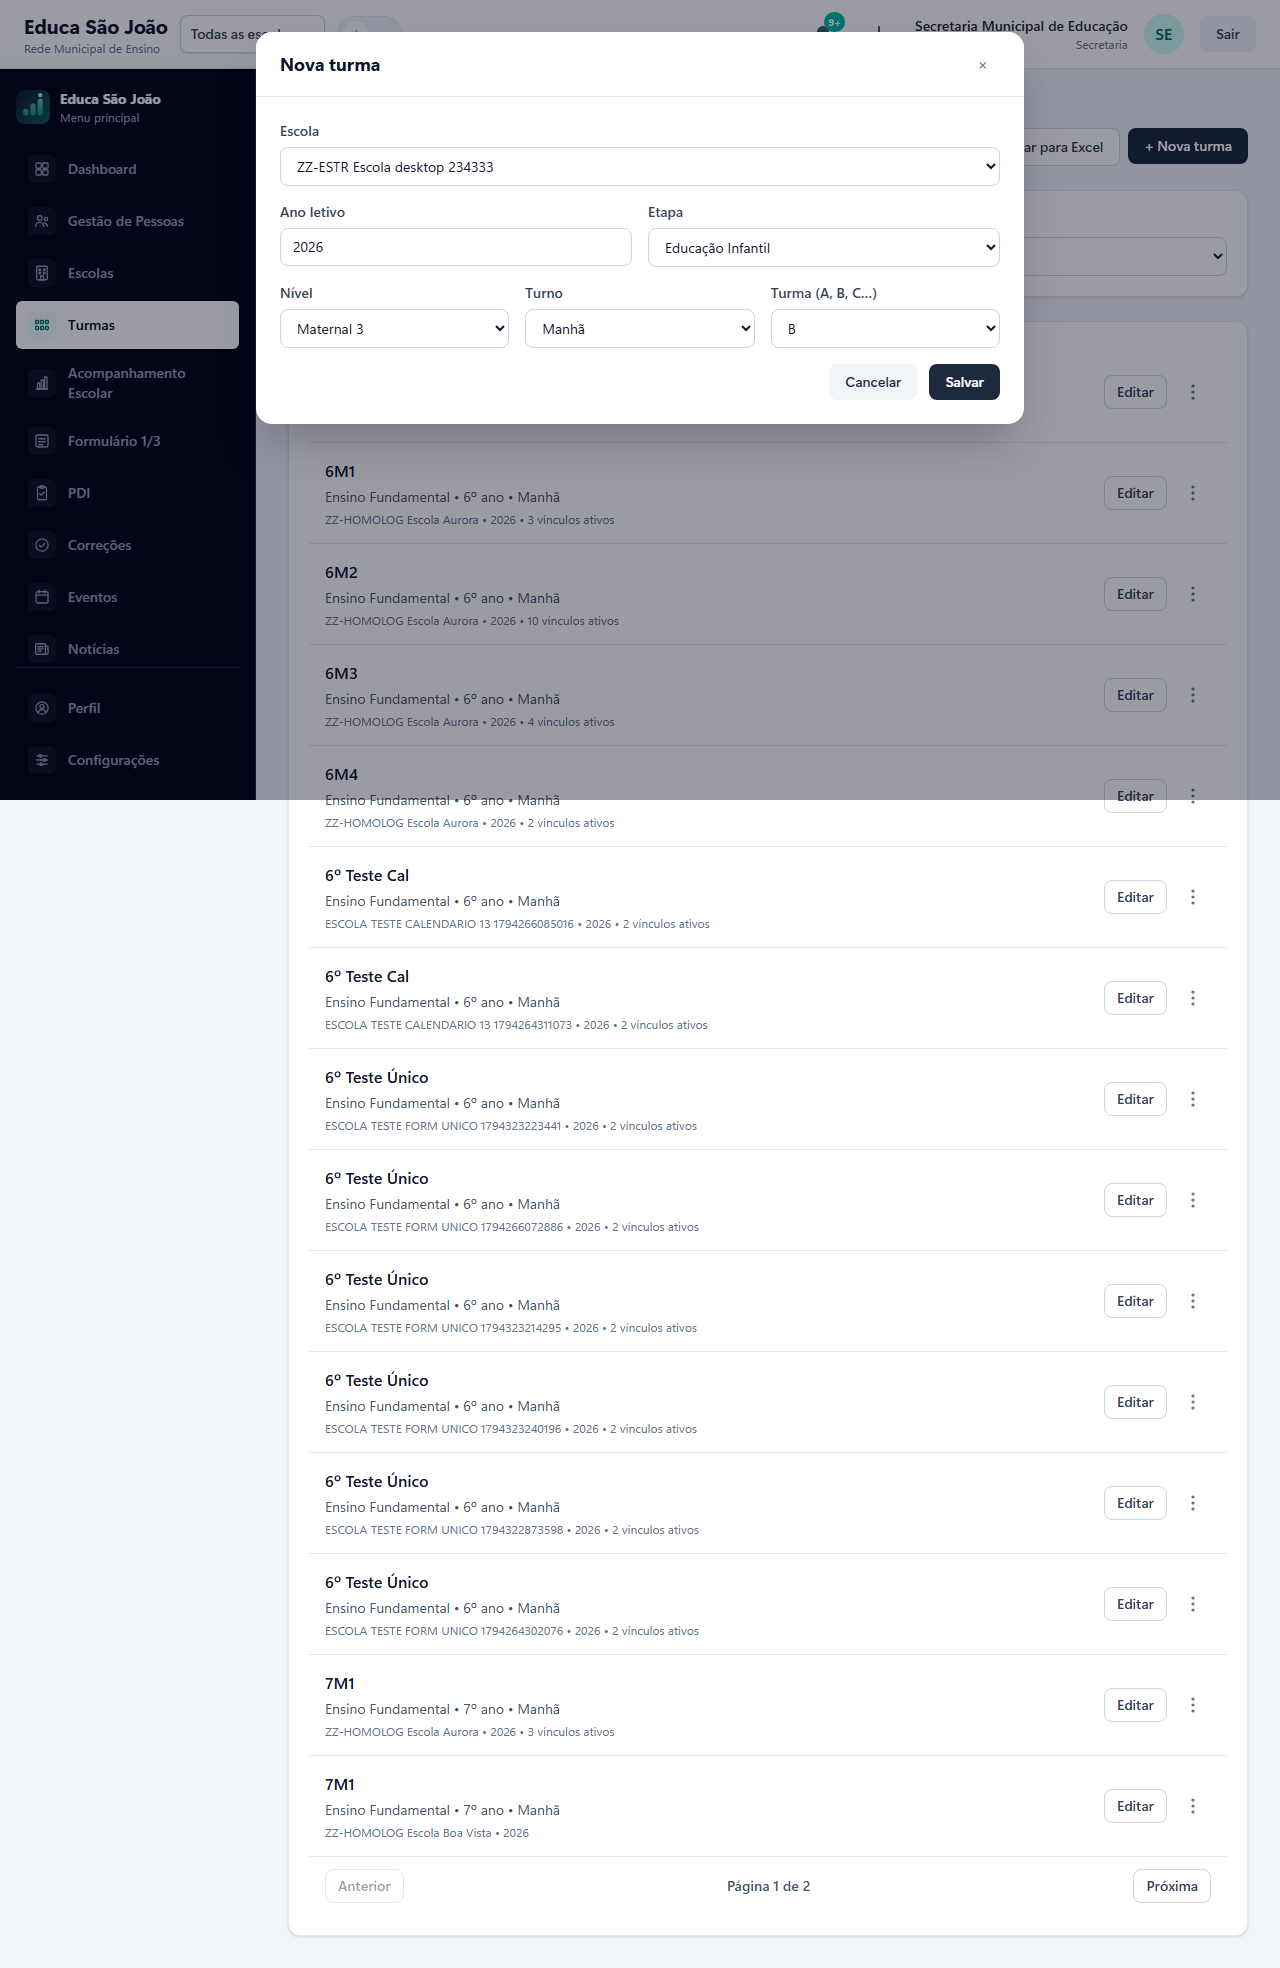 Educa São João
Rede Municipal de Ensino
Todas as
9+
Secretaria Municipal de Educação
Secretaria
SE
Sair
Nova turma
×
Educa São João
Menu principal
Dashboard
Gestão de Pessoas
Escolas
Turmas
Acompanhamento
Escolar
Formulário 1/3
PDI
Correções
Eventos
Notícias
Perfil
Configurações
Escola
ZZ-ESTR Escola desktop 234333
Ano letivo
Etapa
2026
Educação Infantil
Nível
Turno
Turma (A, B, C...)
Maternal 3
Manhã
B
Cancelar
Salvar
para Excel
+ Nova turma
Editar
6M1
Ensino Fundamental • 6º ano • Manhã
ZZ-HOMOLOG Escola Aurora • 2026 • 3 vínculos ativos
Editar
6M2
Ensino Fundamental • 6º ano • Manhã
ZZ-HOMOLOG Escola Aurora • 2026 • 10 vínculos ativos
Editar
6M3
Ensino Fundamental • 6º ano • Manhã
ZZ-HOMOLOG Escola Aurora • 2026 • 4 vínculos ativos
Editar
6M4
Ensino Fundamental • 6º ano • Manhã
ZZ-HOMOLOG Escola Aurora • 2026 • 2 vínculos ativos
Editar
6º Teste Cal
Ensino Fundamental • 6º ano • Manhã
ESCOLA TESTE CALENDARIO 13 1794266085016 • 2026 • 2 vínculos ativos
Editar
6º Teste Cal
Ensino Fundamental • 6º ano • Manhã
ESCOLA TESTE CALENDARIO 13 1794264311073 • 2026 • 2 vínculos ativos
Editar
6º Teste Único
Ensino Fundamental • 6º ano • Manhã
ESCOLA TESTE FORM UNICO 1794323223441 • 2026 • 2 vínculos ativos
Editar
6º Teste Único
Ensino Fundamental • 6º ano • Manhã
ESCOLA TESTE FORM UNICO 1794266072886 • 2026 • 2 vínculos ativos
Editar
6º Teste Único
Ensino Fundamental • 6º ano • Manhã
ESCOLA TESTE FORM UNICO 1794323214295 • 2026 • 2 vínculos ativos
Editar
6º Teste Único
Ensino Fundamental • 6º ano • Manhã
ESCOLA TESTE FORM UNICO 1794323240196 • 2026 • 2 vínculos ativos
Editar
6º Teste Único
Ensino Fundamental • 6º ano • Manhã
ESCOLA TESTE FORM UNICO 1794322873598 • 2026 • 2 vínculos ativos
Editar
6º Teste Único
Ensino Fundamental • 6º ano • Manhã
ESCOLA TESTE FORM UNICO 1794264302076 • 2026 • 2 vínculos ativos
Editar
7M1
Ensino Fundamental • 7º ano • Manhã
ZZ-HOMOLOG Escola Aurora • 2026 • 3 vínculos ativos
Editar
7M1
Ensino Fundamental • 7º ano • Manhã
ZZ-HOMOLOG Escola Boa Vista • 2026
Editar
Anterior
Página 1 de 2
Próxima